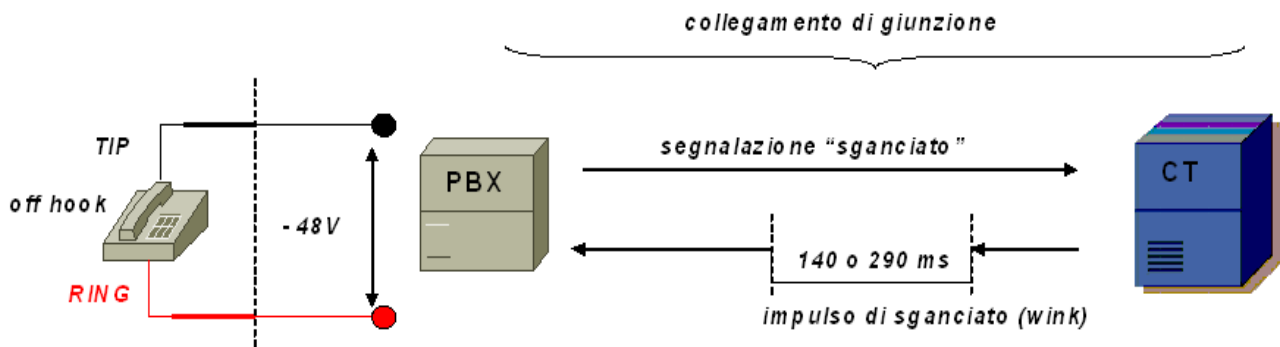 collegamento di giunzione
TIP
off hook
RING
- 48V
PBX
segnalazione “sganciato”
CT
140 o 290 ms
impulso di sganciato (wink)